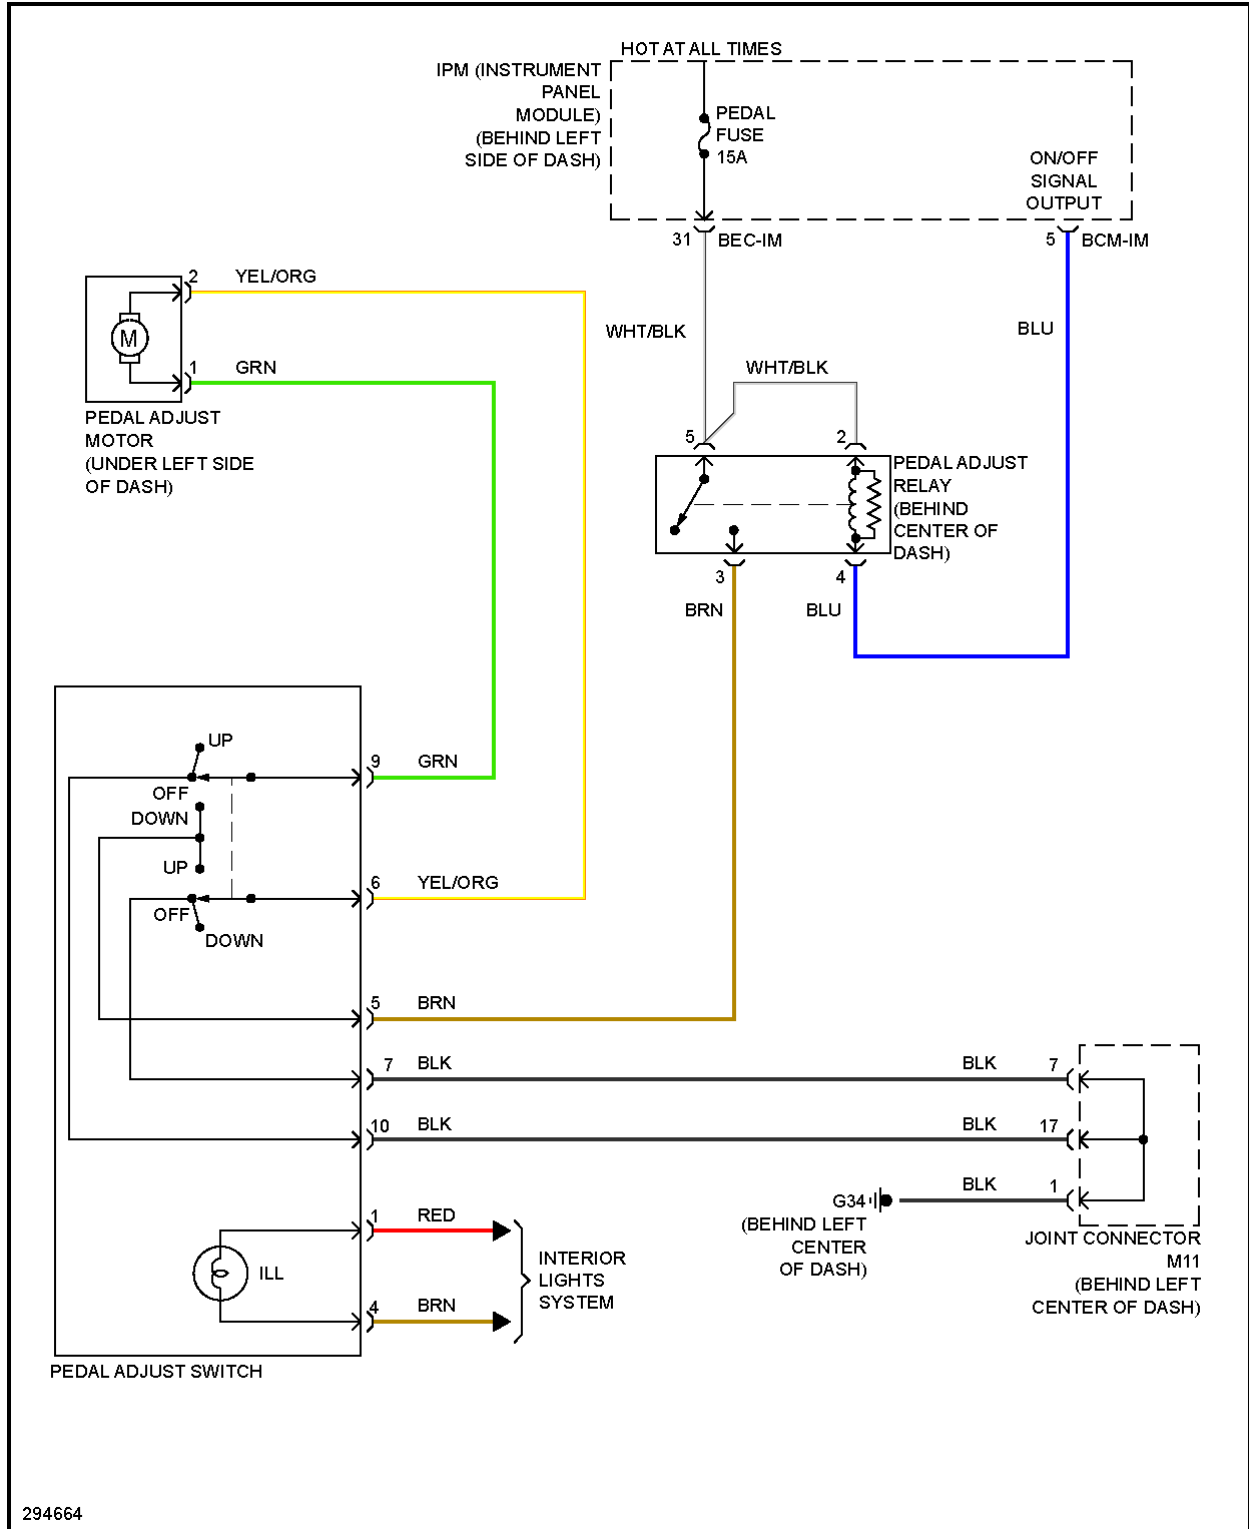 HOT AT ALL TIMES
IPM (INSTRUMENT
PANEL
MODULE)
(BEHIND LEFT
SIDE OF DASH)
PEDAL
FUSE
15A
ON/OFF
SIGNAL
OUTPUT
31 BEC-IM
5 BCM-IM
2 YEL/ORG
M
1 GRN
PEDAL ADJUST
MOTOR
(UNDER LEFT SIDE
OF DASH)
WHT/BLK
BLU
WHT/BLK
5
2
PEDAL ADJUST
RELAY
(BEHIND
CENTER OF
DASH)
3
4
BRN
BLU
UP
OFF
DOWN
UP
OFF
DOWN
9 GRN
6 YEL/ORG
5 BRN
7 BLK
BLK 7
10 BLK
BLK 17
BLK 1
G34
(BEHIND LEFT
CENTER
OF DASH)
JOINT CONNECTOR
M11
(BEHIND LEFT
CENTER OF DASH)
1 RED
ILL
4 BRN
INTERIOR
LIGHTS
SYSTEM
PEDAL ADJUST SWITCH
294664